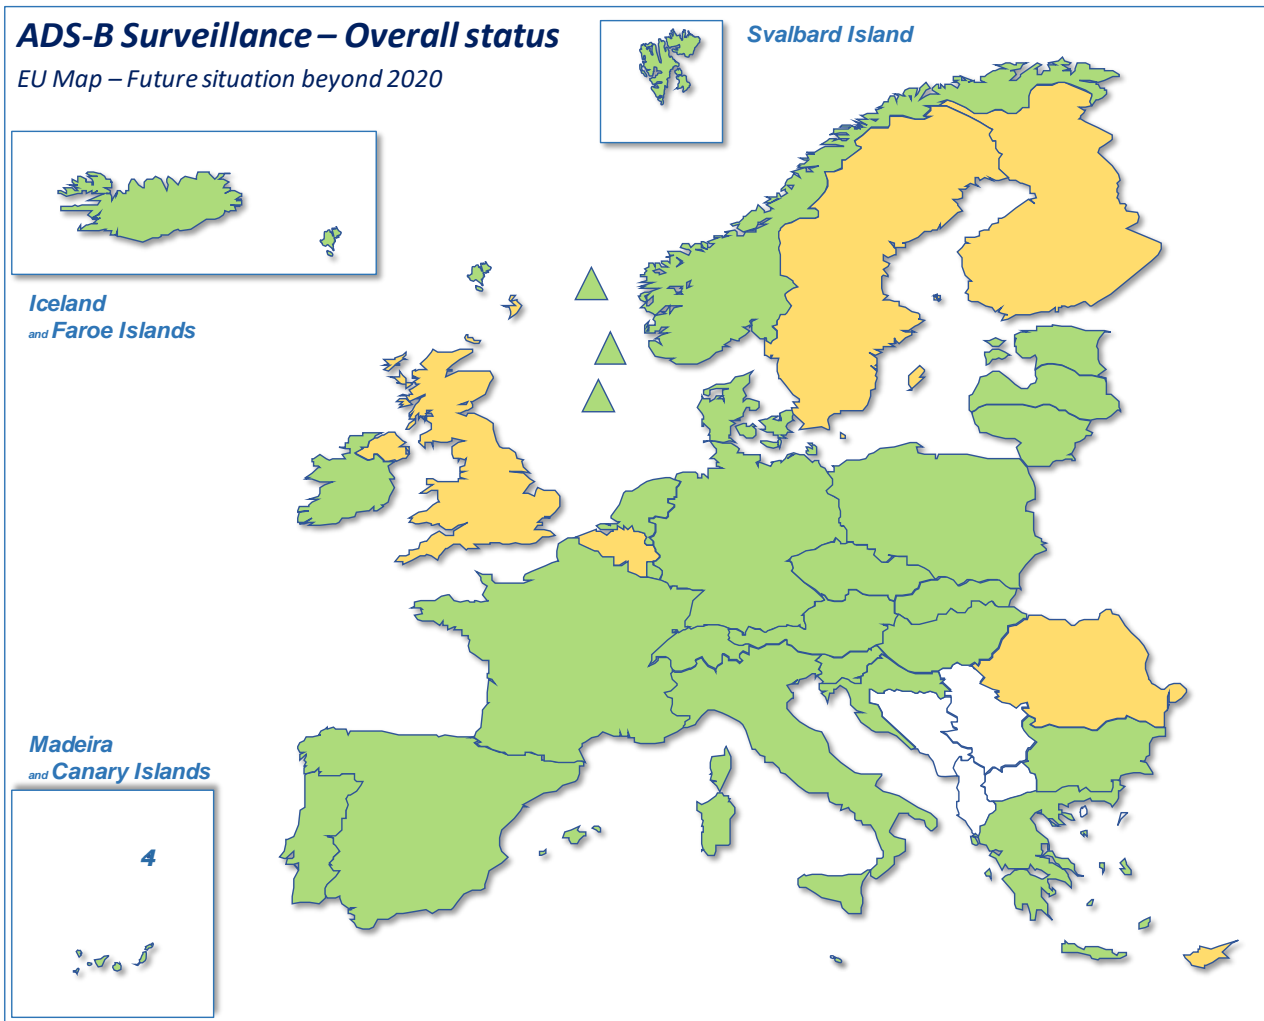 ADS-B Surveillance – Overall status
EU Map – Future situation beyond 2020
Svalbard Island
Iceland
and Faroe Islands
Madeira
and Canary Islands